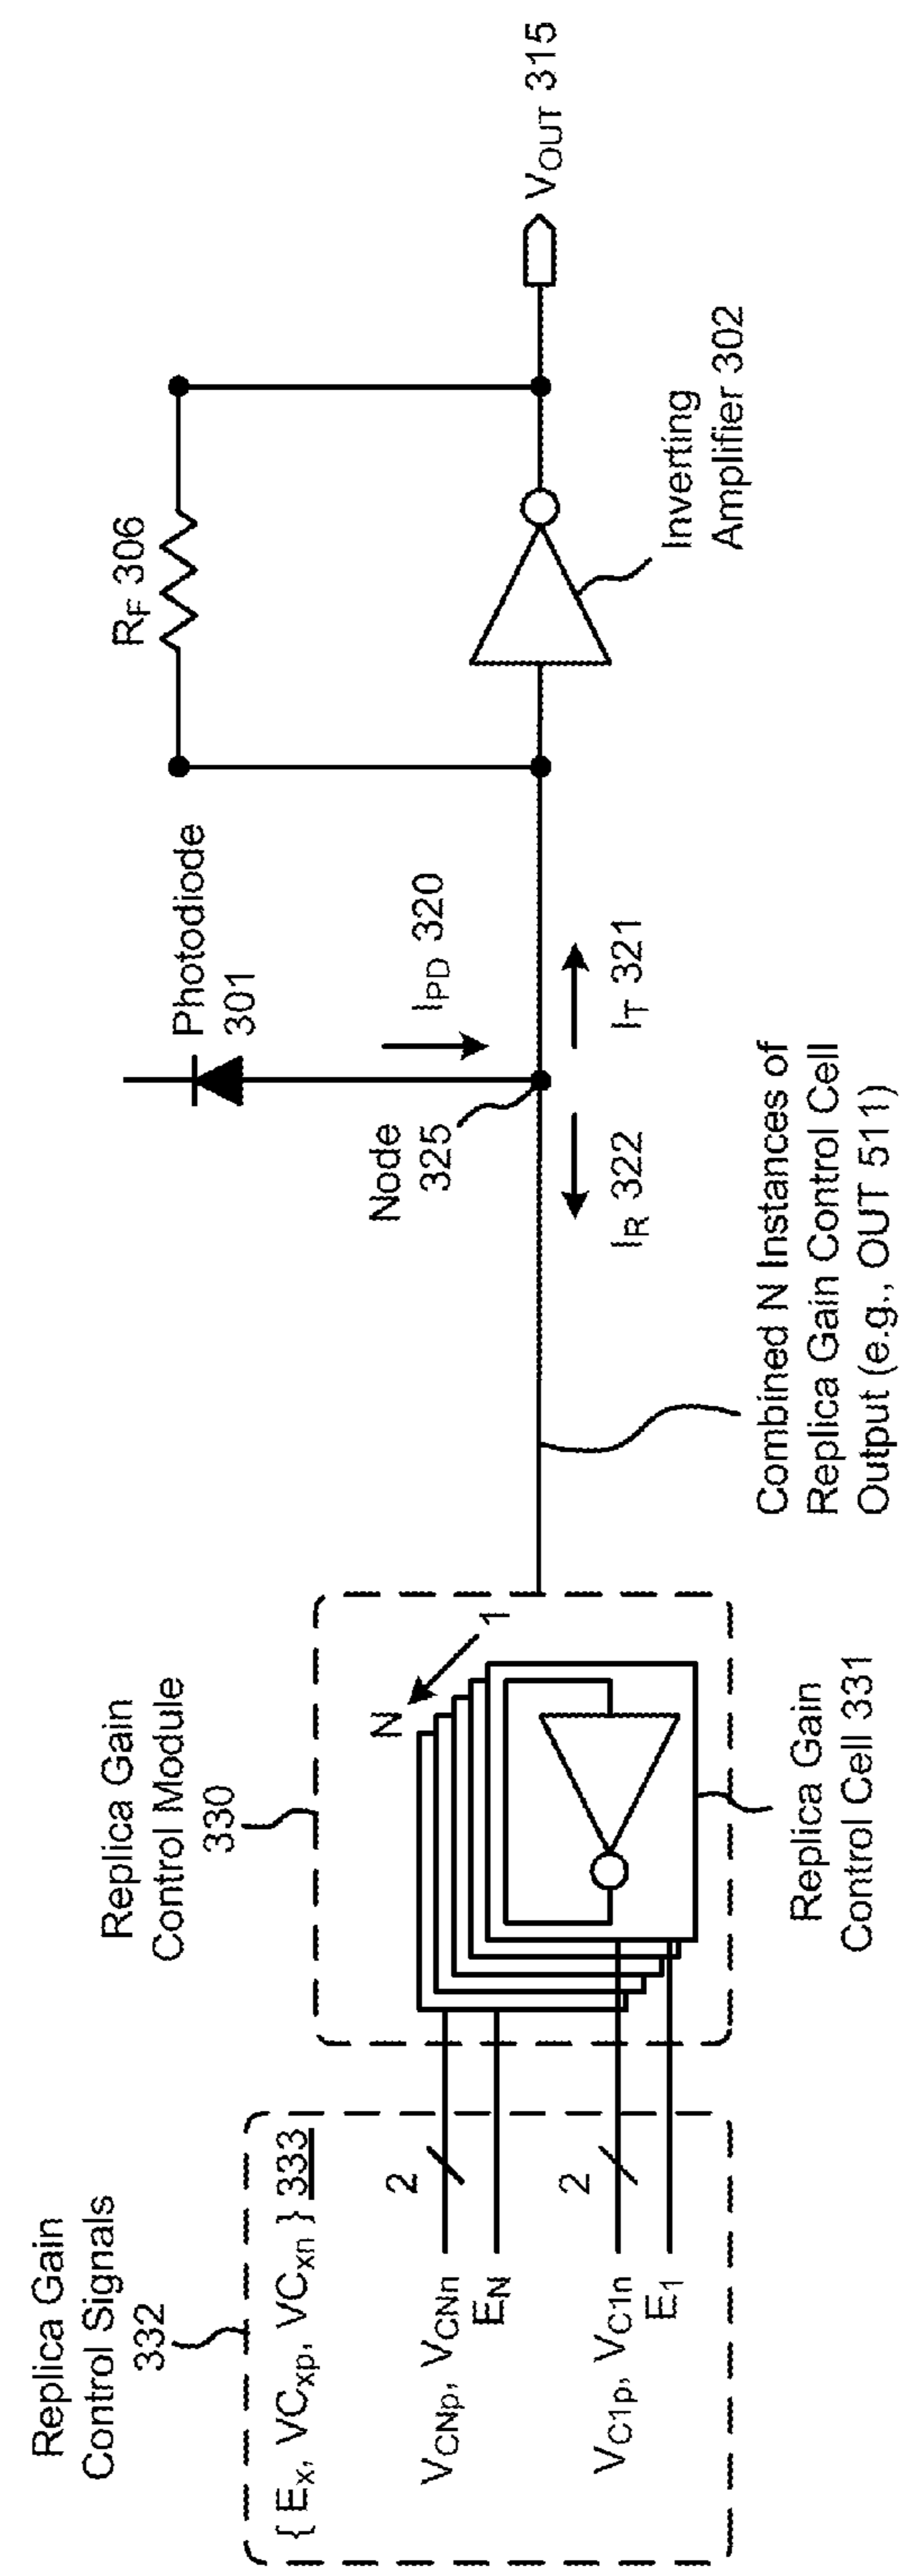 Replica Gain
Control Signals
332
{ Ex, VCxp, VCxn } 333
VCNp, VCNn
EN
2
VC1p, VC1n
E1
2
Replica Gain
Control Module
330
N
1
Replica Gain
Control Cell 331
Combined N Instances of
Replica Gain Control Cell
Output (e.g., OUT 511)
Photodiode
301
Node
325
IPD 320
IR 322
IT 321
RF 306
Inverting
Amplifier 302
VOUT 315